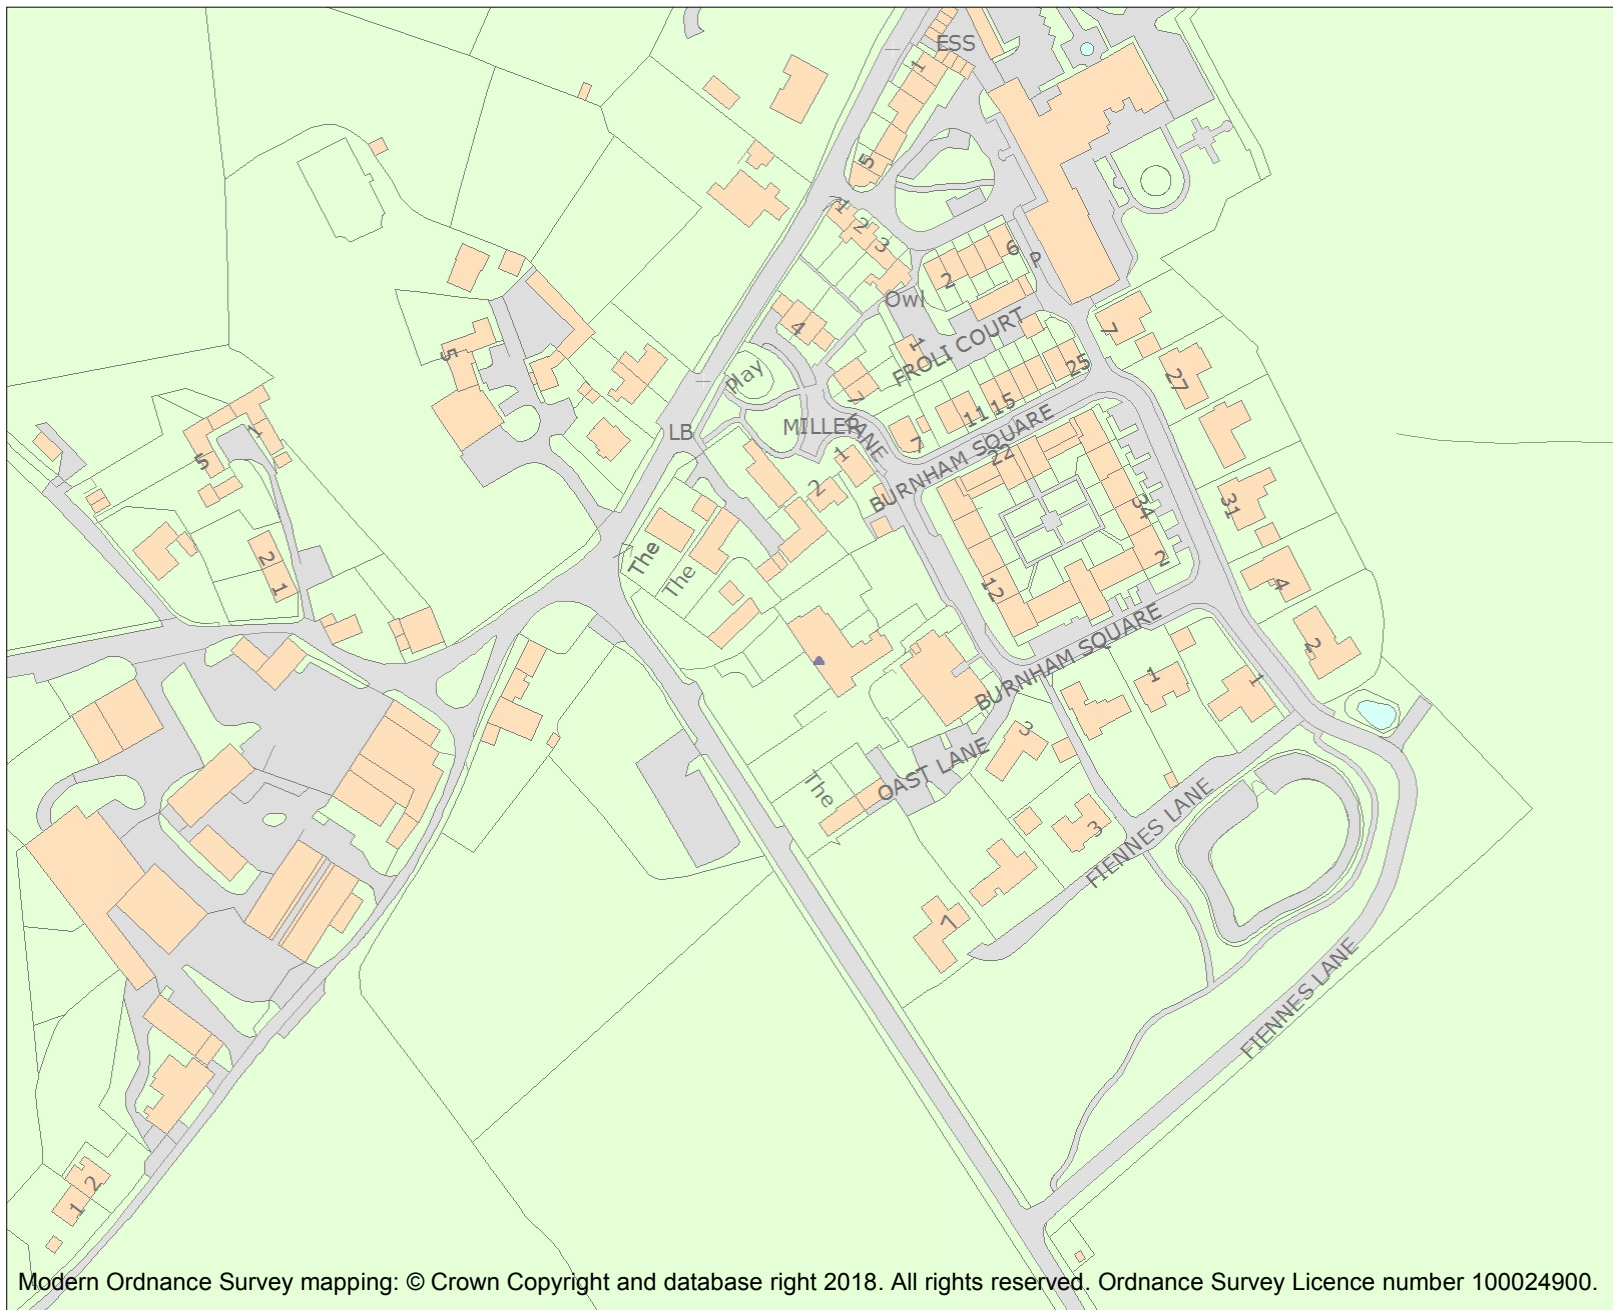 ESS
1
5
1
2
3
2
6
P
Owl
4
7
1
FROLI COURT
7
25
Play
27
LB
MILLER LANE
7
11
15
BURNHAM SQUARE
5
1
5
1
2
22
34
31
The
The
2
1
12
2
4
BURNHAM SQUARE
2
1
1
3
OAST LANE
The
3
FIENNES LANE
7
FIENNES LANE
2
1
Modern Ordnance Survey mapping: © Crown Copyright and database right 2018. All rights reserved. Ordnance Survey Licence number 100024900.